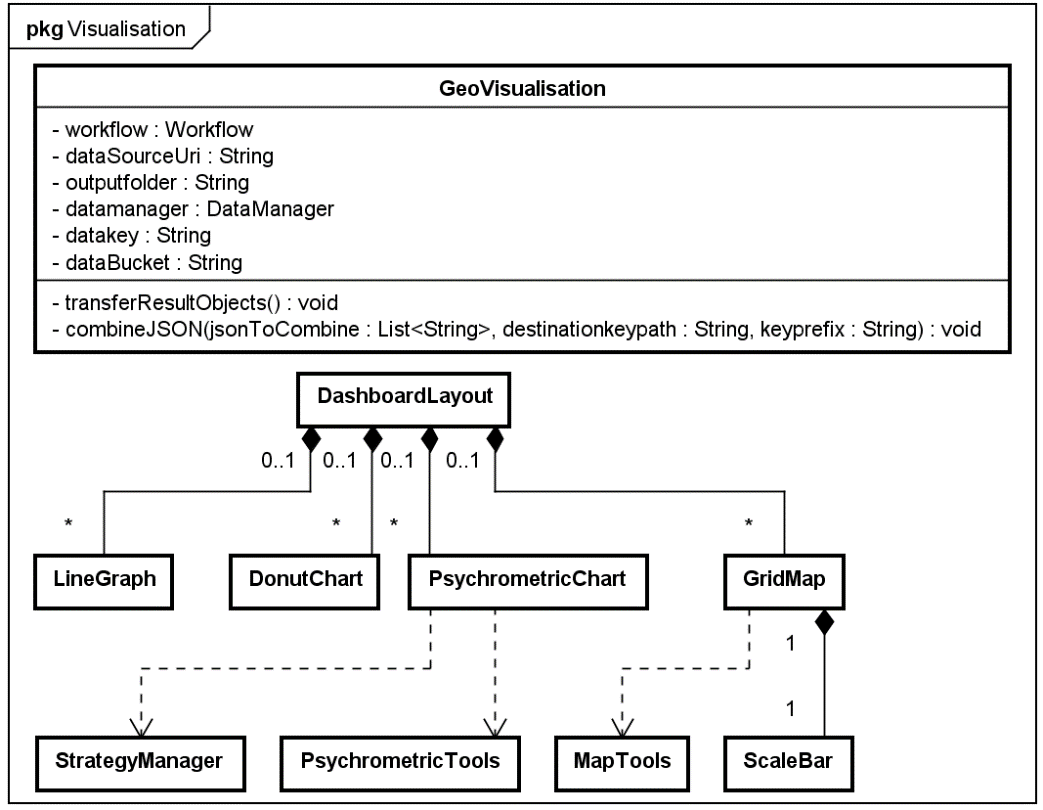 pkg Visualisation
GeoVisualisation
- workflow : Workflow
- dataSourceUri : String
- outputfolder : String
- datamanager : DataManager
- datakey : String
- dataBucket : String
- transferResultObjects() : void
- combineJSON(jsonToCombine : List<String>, destinationkeypath : String, keyprefix : String) : void
DashboardLayout
0..1 0..1 0..1 0..1
* * * *
LineGraph DonutChart PsychrometricChart GridMap
1
1
StrategyManager PsychrometricTools MapTools ScaleBar